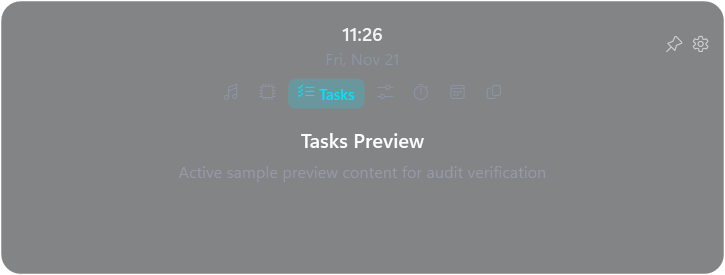 11:26
Fri, Nov 21
Tasks
Tasks Preview
Active sample preview content for audit verification